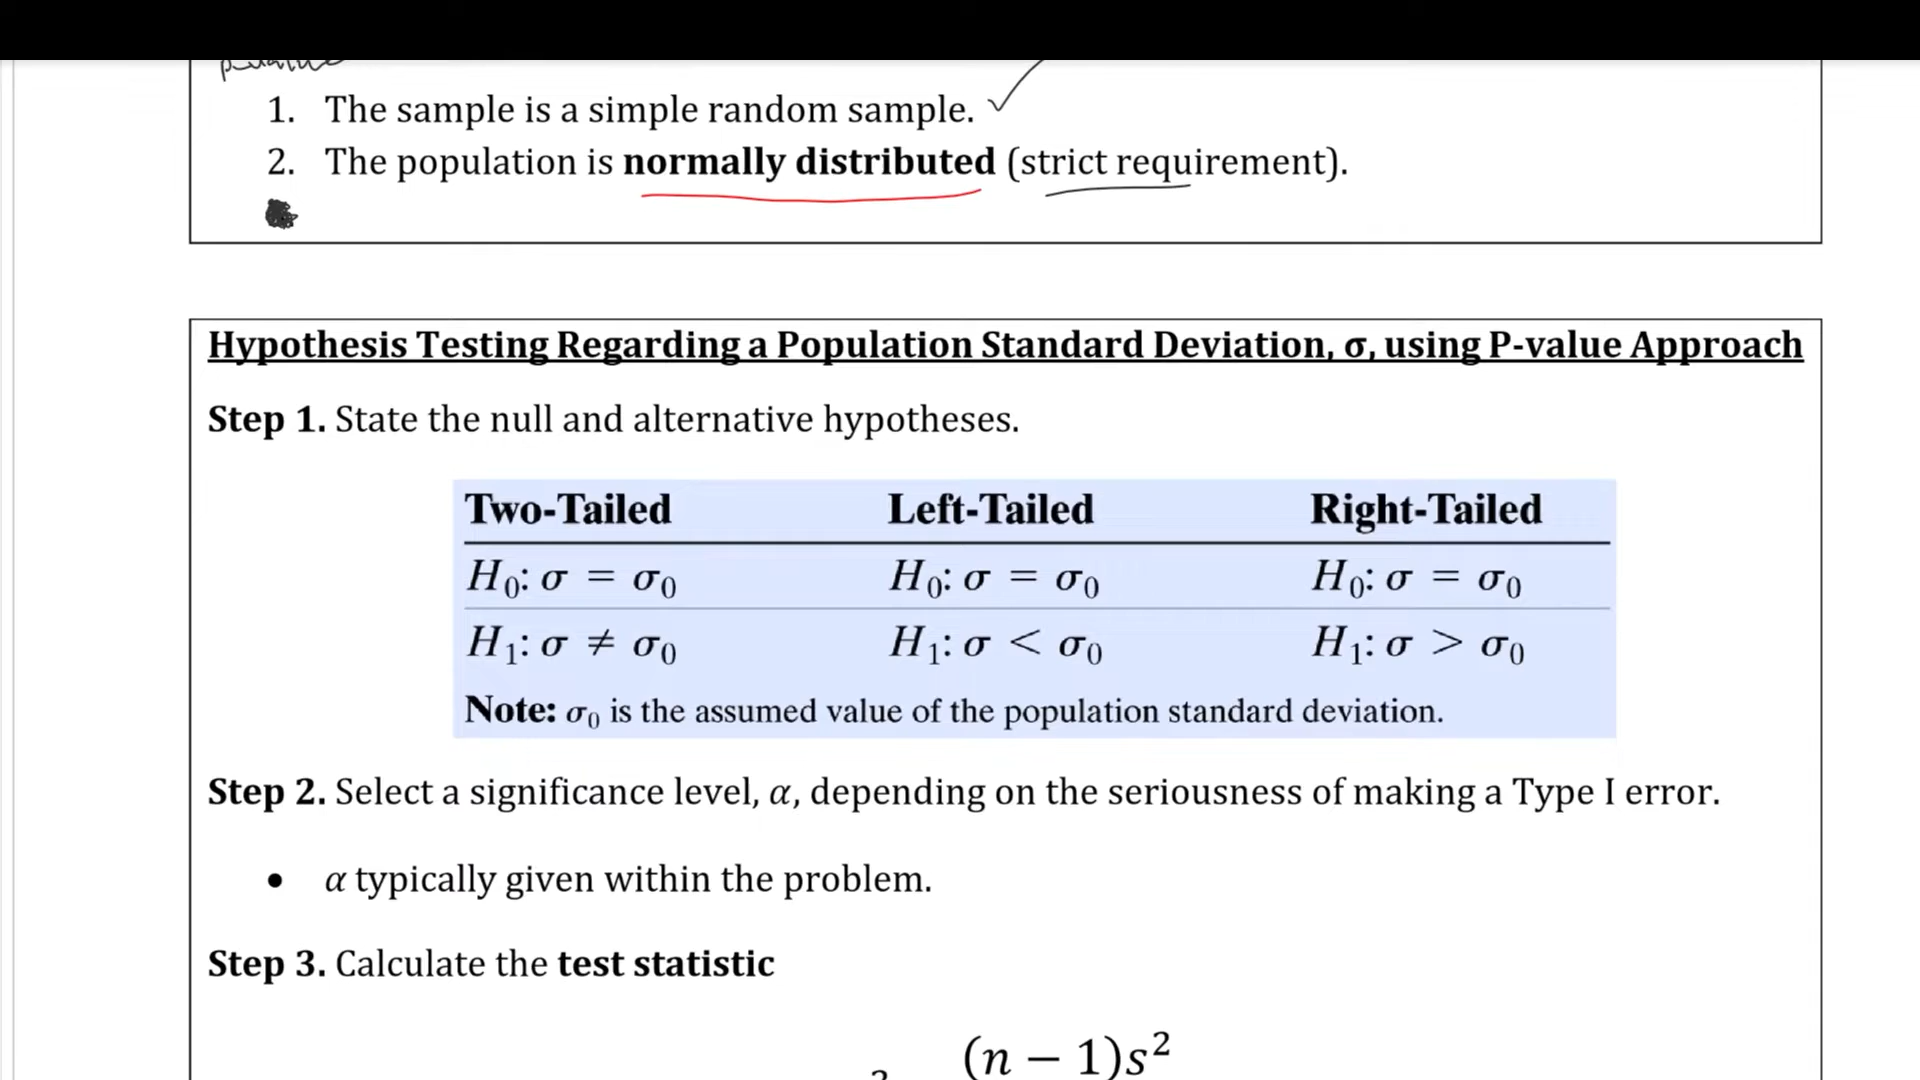 1. The sample is a simple random sample.
2. The population is normally distributed (strict requirement).
Hypothesis Testing Regarding a Population Standard Deviation, σ, using P-value Approach
Step 1. State the null and alternative hypotheses.
Two-Tailed Left-Tailed Right-Tailed
H₀: σ = σ₀ H₀: σ = σ₀ H₀: σ = σ₀
H₁: σ ≠ σ₀ H₁: σ < σ₀ H₁: σ > σ₀
Note: σ₀ is the assumed value of the population standard deviation.
Step 2. Select a significance level, α, depending on the seriousness of making a Type I error.
• α typically given within the problem.
Step 3. Calculate the test statistic
(n − 1)s²